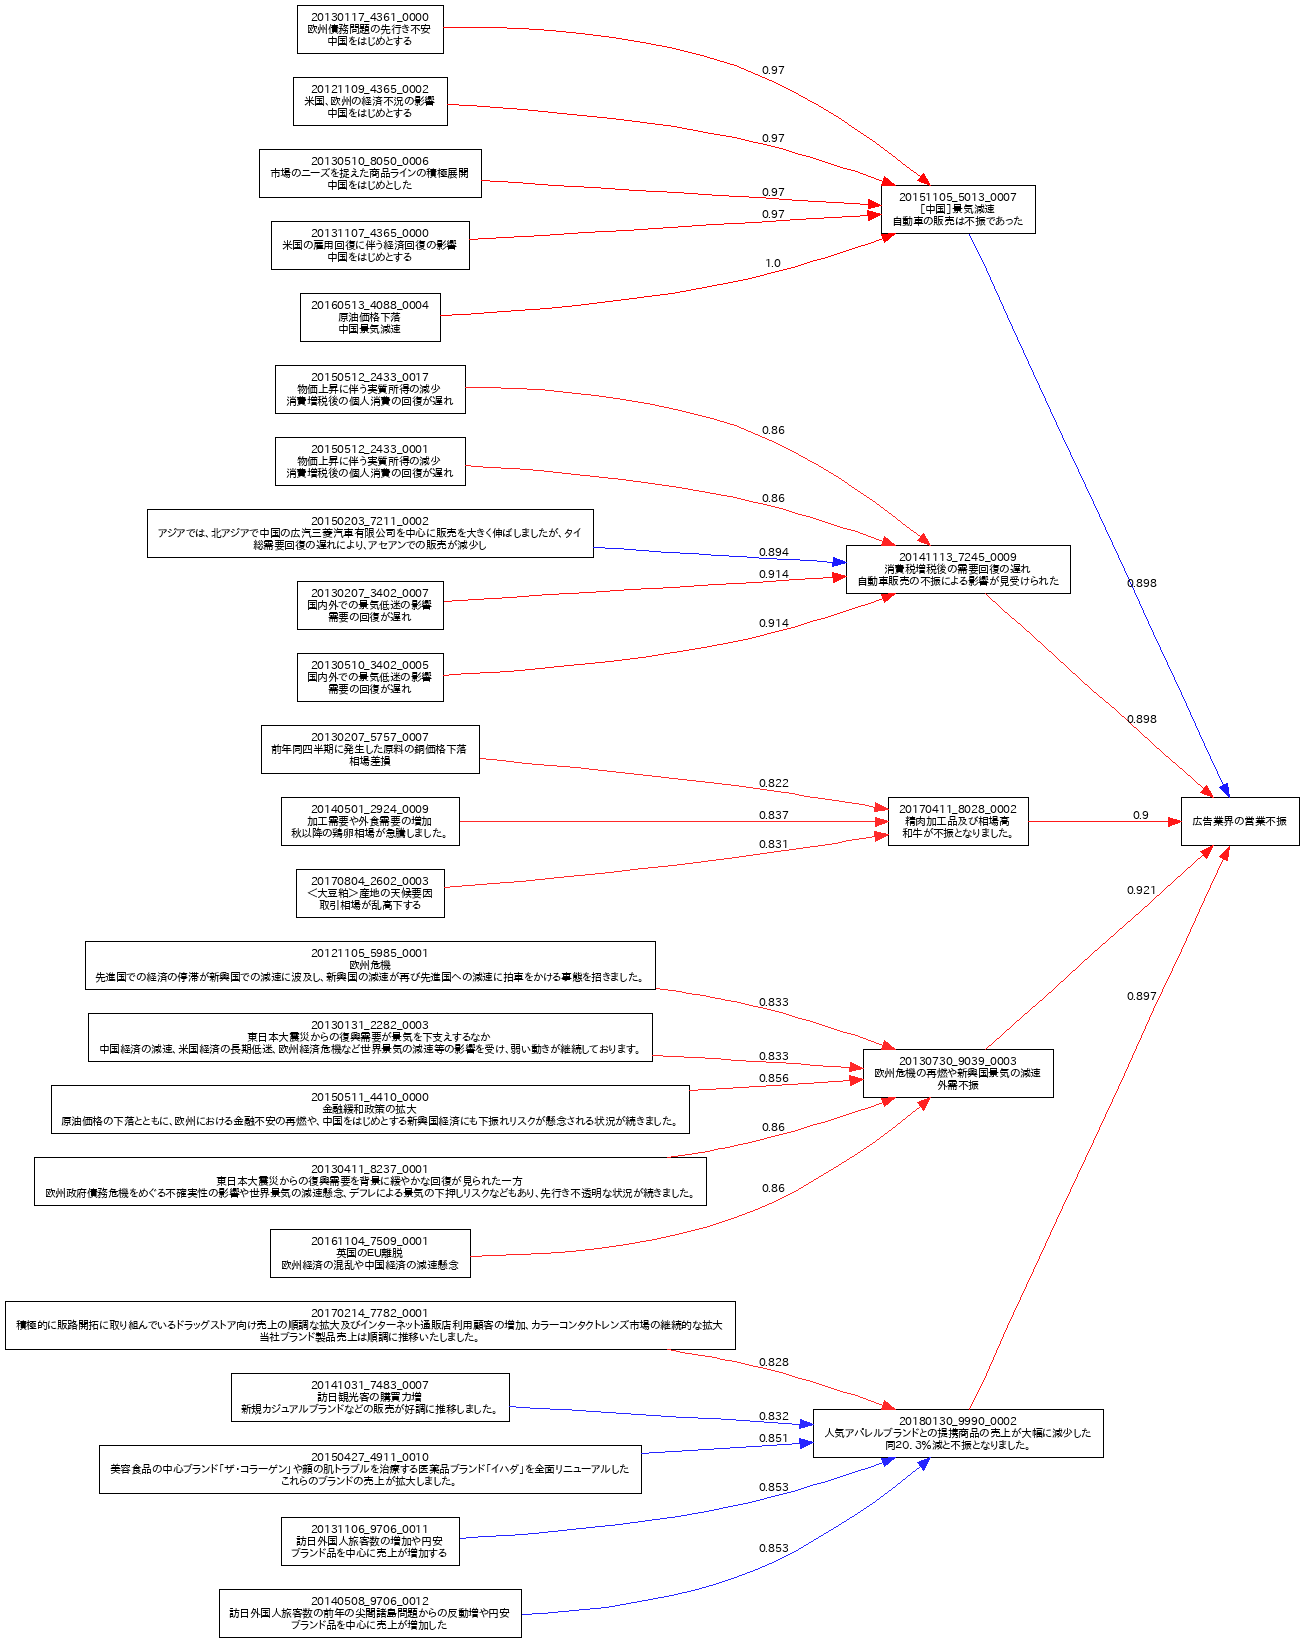 20130117_4361_0000
欧州債務問題の先行き不安
中国をはじめとする
0.97
20121109_4365_0002
米国、欧州の経済不況の影響
中国をはじめとする
0.97
20130510_8050_0006
市場のニーズを捉えた商品ラインの積極展開
中国をはじめとした
0.97
20131107_4365_0000
米国の雇用回復に伴う経済回復の影響
中国をはじめとする
0.97
20160513_4088_0004
原油価格下落
中国景気減速
1.0
20151105_5013_0007
［中国］景気減速
自動車の販売は不振であった
0.898
20150512_2433_0017
物価上昇に伴う実質所得の減少
消費増税後の個人消費の回復が遅れ
0.86
20150512_2433_0001
物価上昇に伴う実質所得の減少
消費増税後の個人消費の回復が遅れ
0.86
20150203_7211_0002
アジアでは、北アジアで中国の広汽三菱汽車有限公司を中心に販売を大きく伸ばしましたが、タイ
総需要回復の遅れにより、アセアンでの販売が減少し
0.894
20130207_3402_0007
国内外での景気低迷の影響
需要の回復が遅れ
0.914
20130510_3402_0005
国内外での景気低迷の影響
需要の回復が遅れ
0.914
20141113_7245_0009
消費税増税後の需要回復の遅れ
自動車販売の不振による影響が見受けられた
0.898
20130207_5757_0007
前年同四半期に発生した原料の銅価格下落
相場差損
0.822
20140501_2924_0009
加工需要や外食需要の増加
秋以降の鶏卵相場が急騰しました。
0.837
20170804_2602_0003
＜大豆粕＞産地の天候要因
取引相場が乱高下する
0.831
20170411_8028_0002
精肉加工品及び相場高
和牛が不振となりました。
0.9
広告業界の営業不振
20121105_5985_0001
欧州危機
先進国での経済の停滞が新興国での減速に波及し、新興国の減速が再び先進国への減速に拍車をかける事態を招きました。
0.833
20130131_2282_0003
東日本大震災からの復興需要が景気を下支えするなか
中国経済の減速、米国経済の長期低迷、欧州経済危機など世界景気の減速等の影響を受け、弱い動きが継続しております。
0.833
20150511_4410_0000
金融緩和政策の拡大
原油価格の下落とともに、欧州における金融不安の再燃や、中国をはじめとする新興国経済にも下振れリスクが懸念される状況が続きました。
0.856
20130411_8237_0001
東日本大震災からの復興需要を背景に緩やかな回復が見られた一方
欧州政府債務危機をめぐる不確実性の影響や世界景気の減速懸念、デフレによる景気の下押しリスクなどもあり、先行き不透明な状況が続きました。
0.86
20161104_7509_0001
英国のEU離脱
欧州経済の混乱や中国経済の減速懸念
0.86
20130730_9039_0003
欧州危機の再燃や新興国景気の減速
外需不振
0.921
20170214_7782_0001
積極的に販路開拓に取り組んでいるドラッグストア向け売上の順調な拡大及びインターネット通販店利用顧客の増加、カラーコンタクトレンズ市場の継続的な拡大
当社ブランド製品売上は順調に推移いたしました。
0.828
20141031_7483_0007
訪日観光客の購買力増
新規カジュアルブランドなどの販売が好調に推移しました。
0.832
20150427_4911_0010
美容食品の中心ブランド「ザ・コラーゲン」や顔の肌トラブルを治療する医薬品ブランド「イハダ」を全面リニューアルした
これらのブランドの売上が拡大しました。
0.851
20131106_9706_0011
訪日外国人旅客数の増加や円安
ブランド品を中心に売上が増加する
0.853
20140508_9706_0012
訪日外国人旅客数の前年の尖閣諸島問題からの反動増や円安
ブランド品を中心に売上が増加した
0.853
20180130_9990_0002
人気アパレルブランドとの提携商品の売上が大幅に減少した
同20．3％減と不振となりました。
0.897